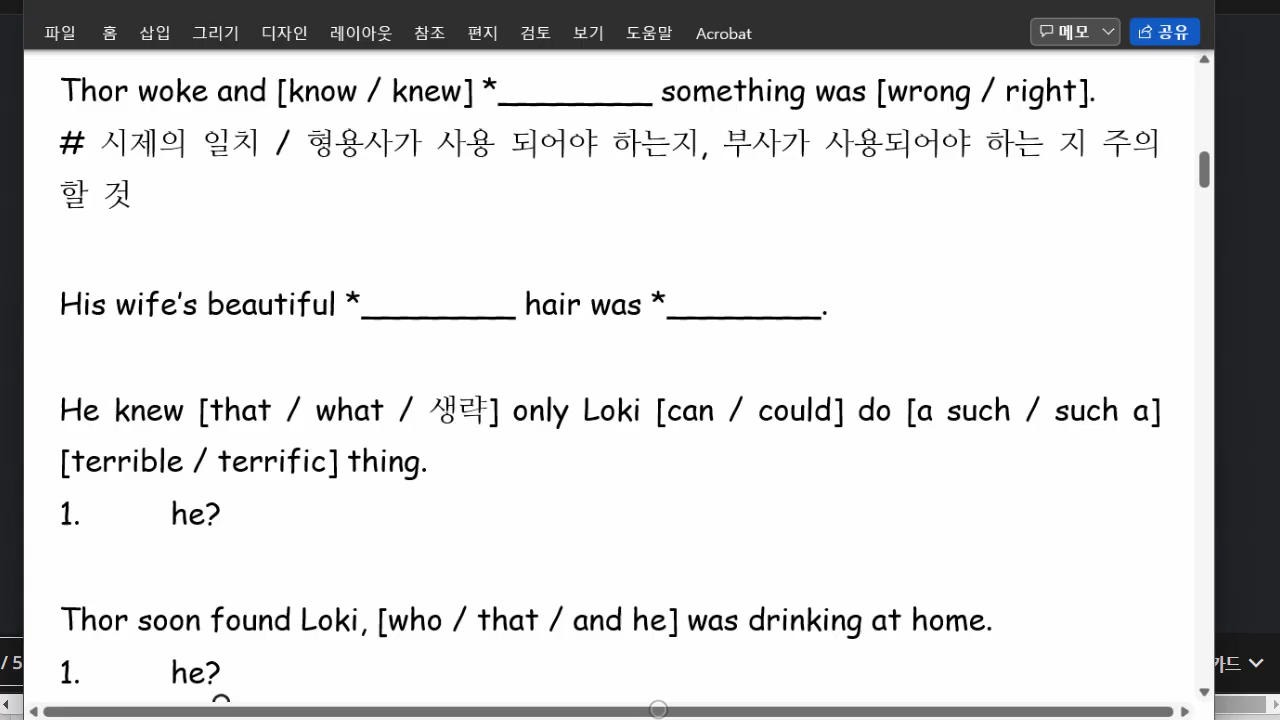 파일 홈 삽입 그리기 디자인 레이아웃 참조 편지 검토 보기 도움말 Acrobat 메모 공유
Thor woke and [know / knew] *_________ something was [wrong / right].
# 시제의 일치 / 형용사가 사용 되어야 하는지, 부사가 사용되어야 하는 지 주의
할 것
His wife's beautiful *_________ hair was *_________.
He knew [that / what / 생략] only Loki [can / could] do [a such / such a]
[terrible / terrific] thing.
1. he?
Thor soon found Loki, [who / that / and he] was drinking at home.
/ 5 카드
1. he?